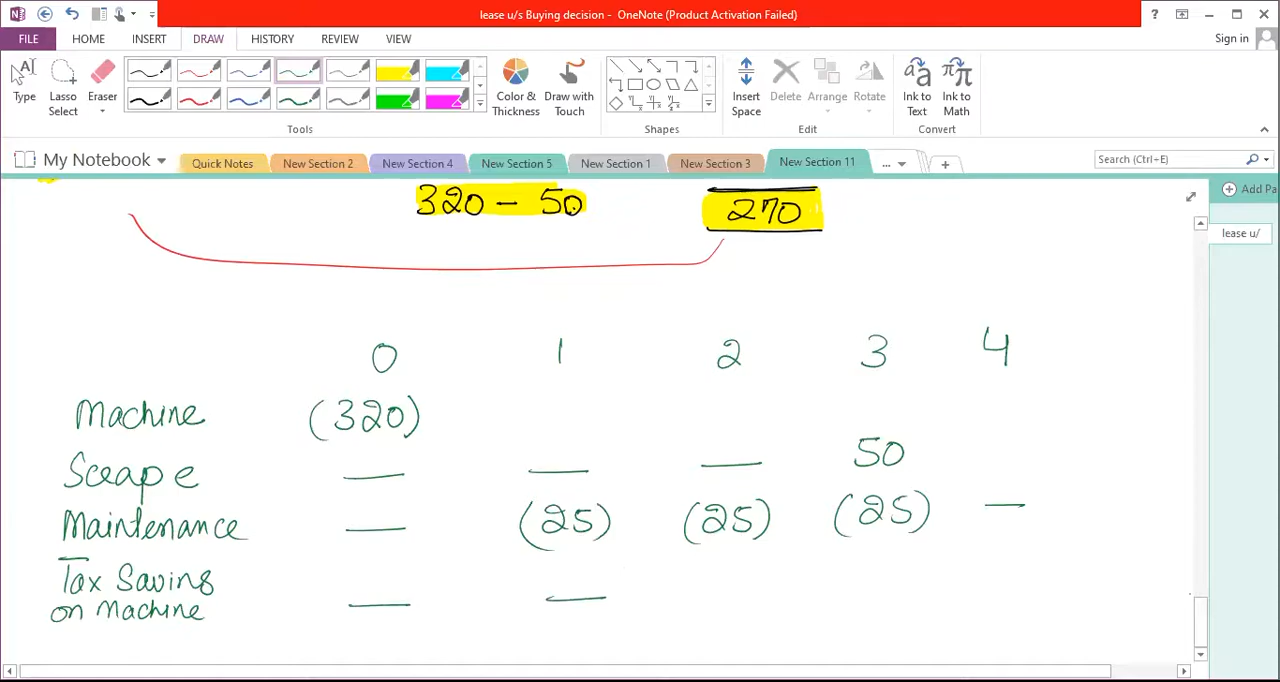 lease u/s Buying decision - OneNote (Product Activation Failed)
Sign in
FILE HOME INSERT DRAW HISTORY REVIEW VIEW
Type
Lasso Select
Eraser
Color & Thickness
Draw with Touch
Insert Space
Delete
Arrange
Rotate
Ink to Text
Ink to Math
Tools Shapes Edit Convert
My Notebook Quick Notes New Section 2 New Section 4 New Section 5 New Section 1 New Section 3 New Section 11 ... Search (Ctrl+E)
Add Pa
lease u/
320 - 50 270
0 1 2 3 4
Machine (320)
Scrape — — — 50
Maintenance — (25) (25) (25) —
Tax Saving
on Machine — —